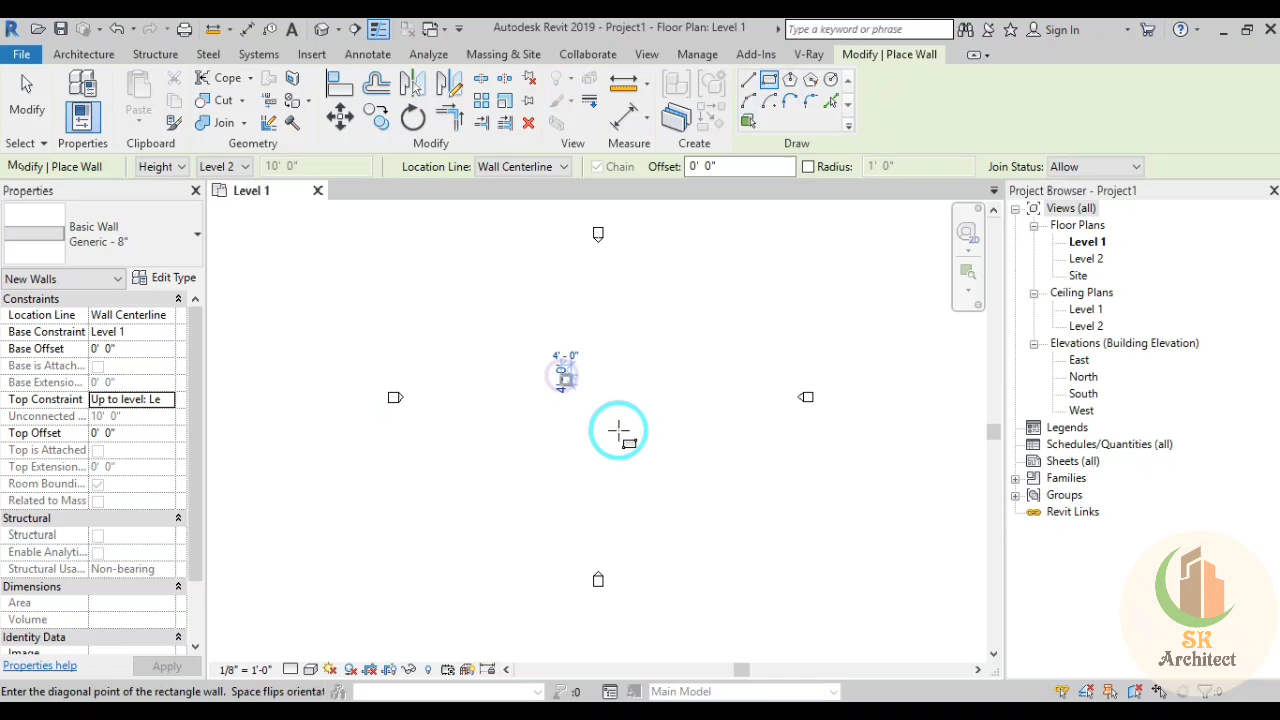 Autodesk Revit 2019 - Project1 - Floor Plan: Level 1
Type a keyword or phrase
Sign In
File Architecture Structure Steel Systems Insert Annotate Analyze Massing & Site Collaborate View Manage Add-Ins V-Ray Modify | Place Wall
Modify
Paste
Cope
Cut
Join
Select Properties Clipboard Geometry Modify View Measure Create Draw
Modify | Place Wall Height Level 2 10' 0" Location Line: Wall Centerline Chain Offset: 0' 0" Radius: 1' 0" Join Status: Allow
Properties
Basic Wall
Generic - 8"
New Walls Edit Type
Constraints
Location Line Wall Centerline
Base Constraint Level 1
Base Offset 0' 0"
Base is Attach...
Base Extensio... 0' 0"
Top Constraint Up to level: Le
Unconnected ... 10' 0"
Top Offset 0' 0"
Top is Attached
Top Extension... 0' 0"
Room Boundi...
Related to Mass
Structural
Structural
Enable Analyti...
Structural Usa... Non-bearing
Dimensions
Area
Volume
Identity Data
Image
Properties help Apply
Level 1
4' - 0"
2D
1/8" = 1'-0"
Project Browser - Project1
Views (all)
Floor Plans
Level 1
Level 2
Site
Ceiling Plans
Level 1
Level 2
Elevations (Building Elevation)
East
North
South
West
Legends
Schedules/Quantities (all)
Sheets (all)
Families
Groups
Revit Links
SK
Architect
Enter the diagonal point of the rectangle wall. Space flips orientat :0 Main Model :0